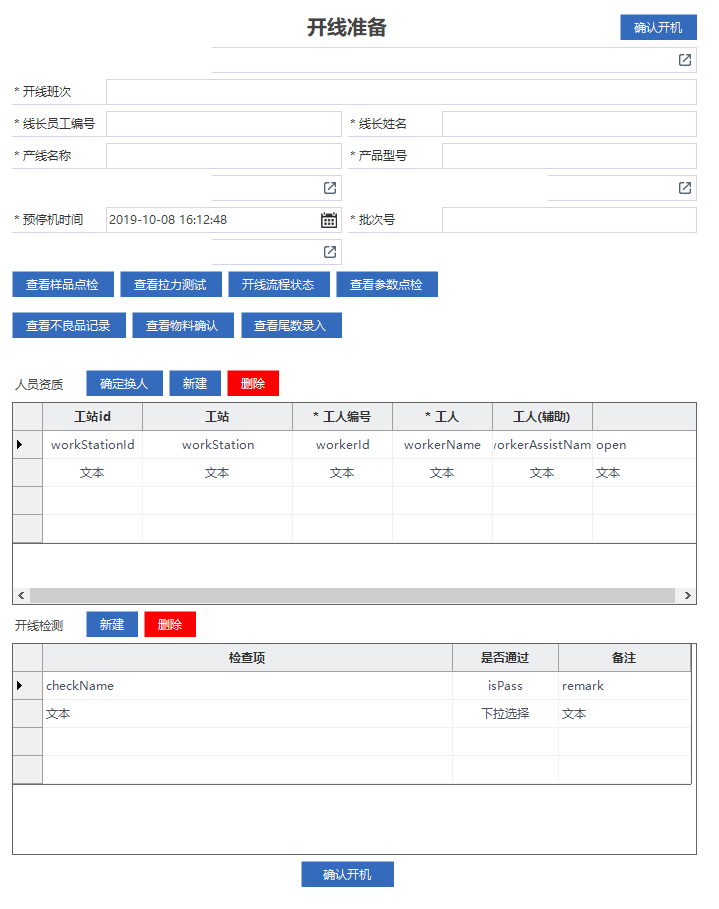 开线准备
确认开机
* 开线班次
* 线长员工编号 * 线长姓名
* 产线名称 * 产品型号
* 预停机时间 2019-10-08 16:12:48 * 批次号
查看样品点检 查看拉力测试 开线流程状态 查看参数点检
查看不良品记录 查看物料确认 查看尾数录入
人员资质 确定换人 新建 删除
工站id 工站 * 工人编号 * 工人 工人(辅助)
workStationId workStation workerId workerName workerAssistNam open
文本 文本 文本 文本 文本 文本
开线检测 新建 删除
检查项 是否通过 备注
checkName isPass remark
文本 下拉选择 文本
确认开机